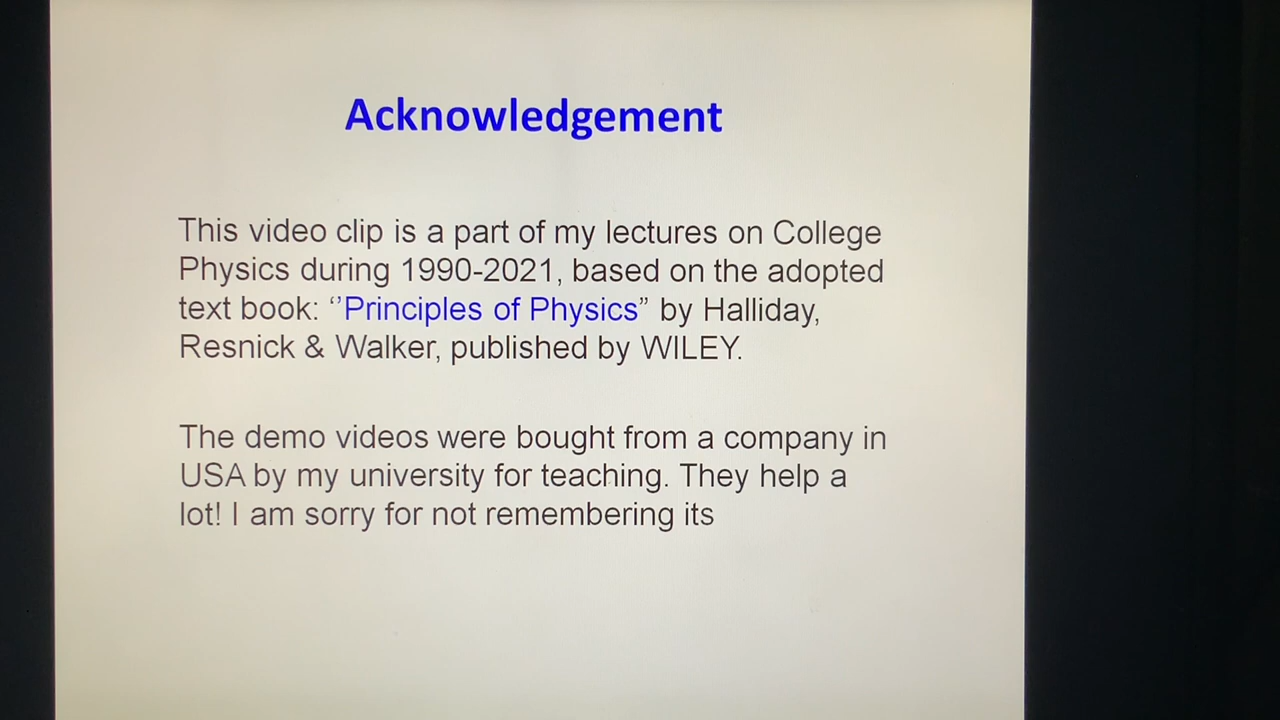 Acknowledgement
This video clip is a part of my lectures on College
Physics during 1990-2021, based on the adopted
text book: ‘’Principles of Physics” by Halliday,
Resnick & Walker, published by WILEY.
The demo videos were bought from a company in
USA by my university for teaching. They help a
lot! I am sorry for not remembering its